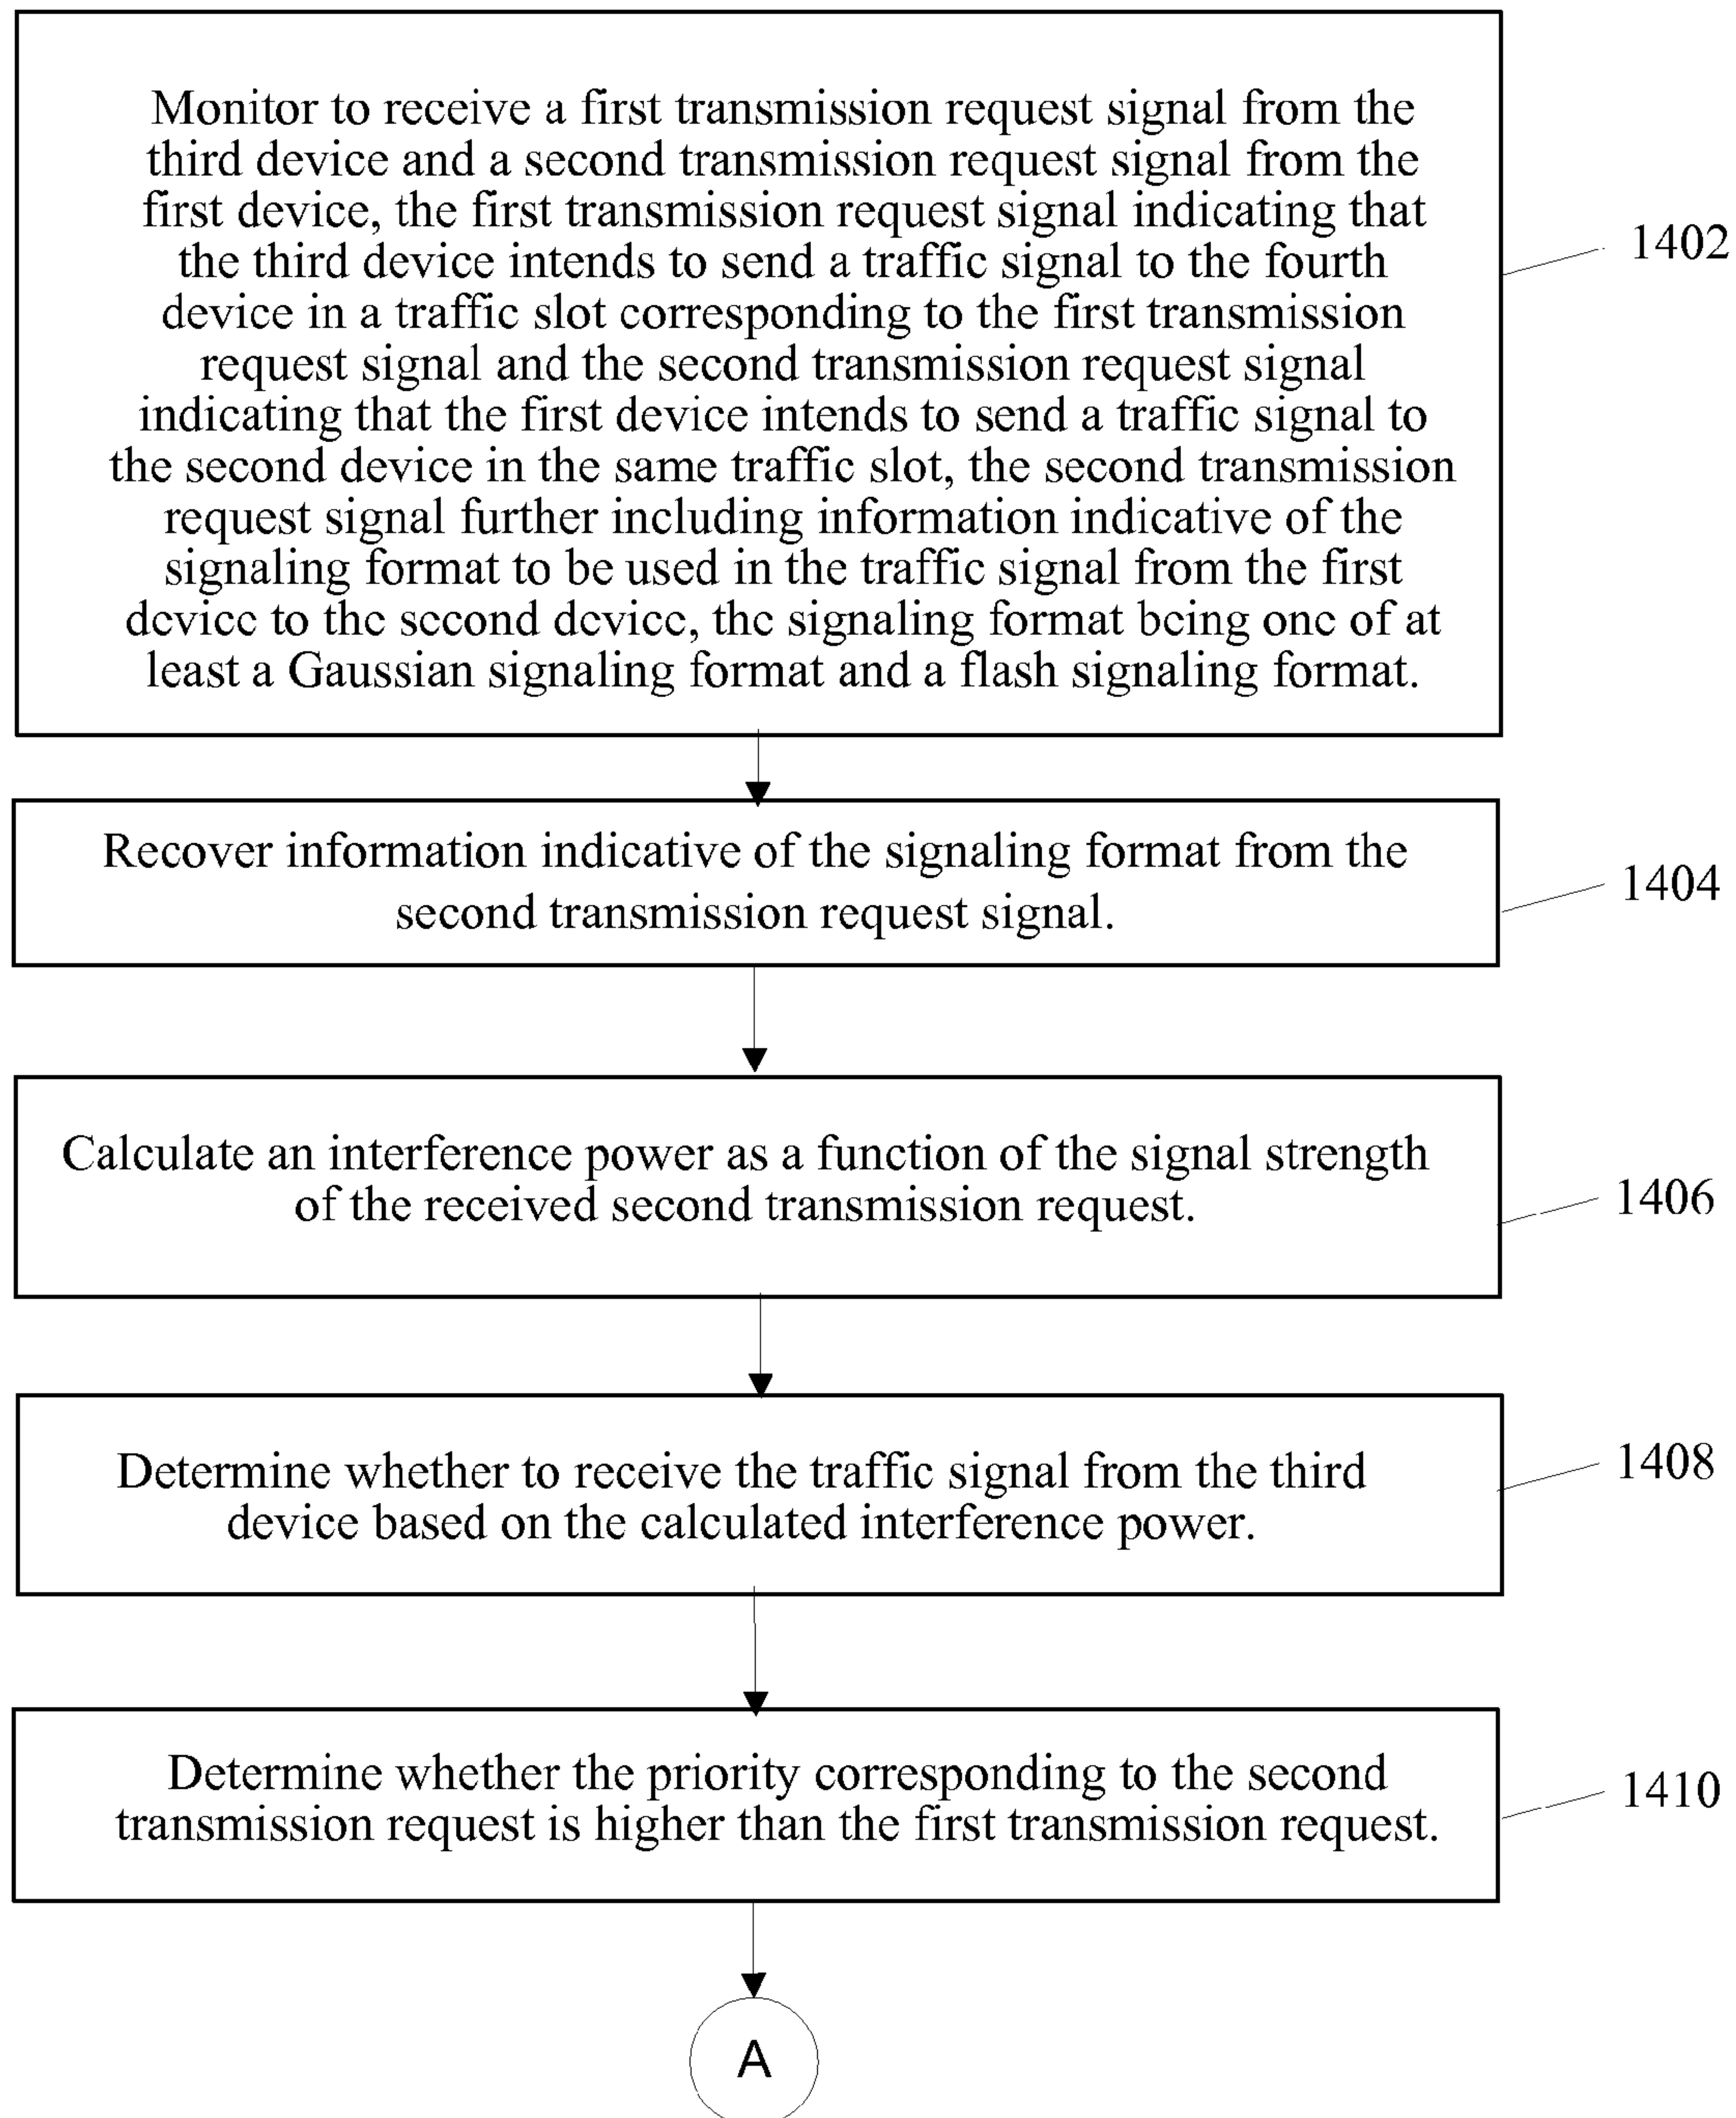 Monitor to receive a first transmission request signal from the
third device and a second transmission request signal from the
first device, the first transmission request signal indicating that
the third device intends to send a traffic signal to the fourth
device in a traffic slot corresponding to the first transmission
request signal and the second transmission request signal
indicating that the first device intends to send a traffic signal to
the second device in the same traffic slot, the second transmission
request signal further including information indicative of the
signaling format to be used in the traffic signal from the first
device to the second device, the signaling format being one of at
least a Gaussian signaling format and a flash signaling format.
1402
Recover information indicative of the signaling format from the
second transmission request signal.
1404
Calculate an interference power as a function of the signal strength
of the received second transmission request.
1406
Determine whether to receive the traffic signal from the third
device based on the calculated interference power.
1408
Determine whether the priority corresponding to the second
transmission request is higher than the first transmission request.
1410
A